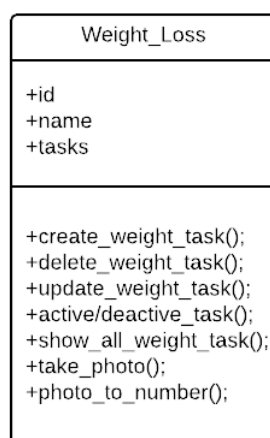 Weight_Loss
+id
+name
+tasks
+create_weight_task();
+delete_weight_task();
+update_weight_task();
+active/deactive_task();
+show_all_weight_task();
+take_photo();
+photo_to_number();